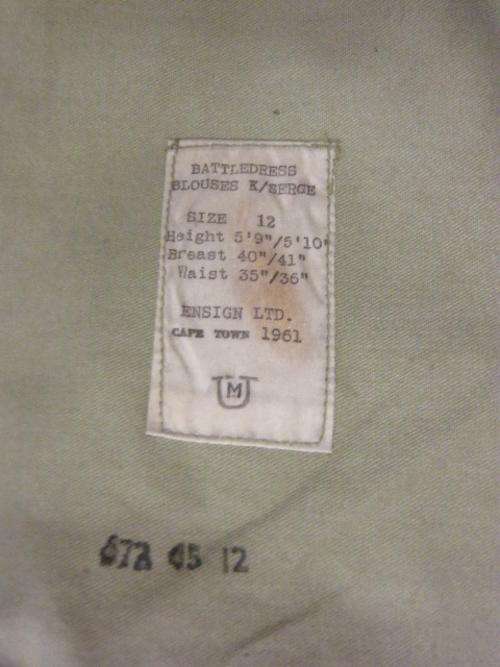 BATTLEDRESS
BLOUSES K/SERGE
SIZE 12
Height 5'9"/5'10"
Breast 40"/41"
Waist 35"/36"
ENSIGN LTD.
CAPE TOWN 1961
U M
45 12